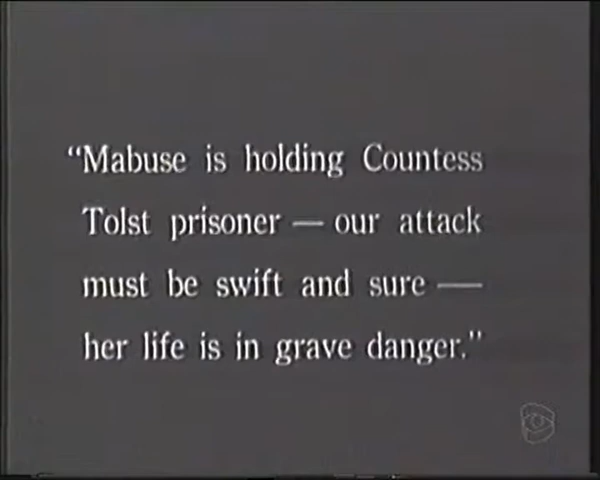 “Mabuse is holding Countess
Tolst prisoner — our attack
must be swift and sure —
her life is in grave danger.”